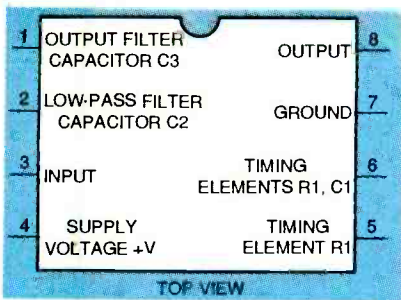 1 OUTPUT FILTER
CAPACITOR C3
2 LOW-PASS FILTER
CAPACITOR C2
3 INPUT
4 SUPPLY
VOLTAGE +V
OUTPUT 8
GROUND 7
TIMING 6
ELEMENTS R1, C1
TIMING 5
ELEMENT R1
TOP VIEW